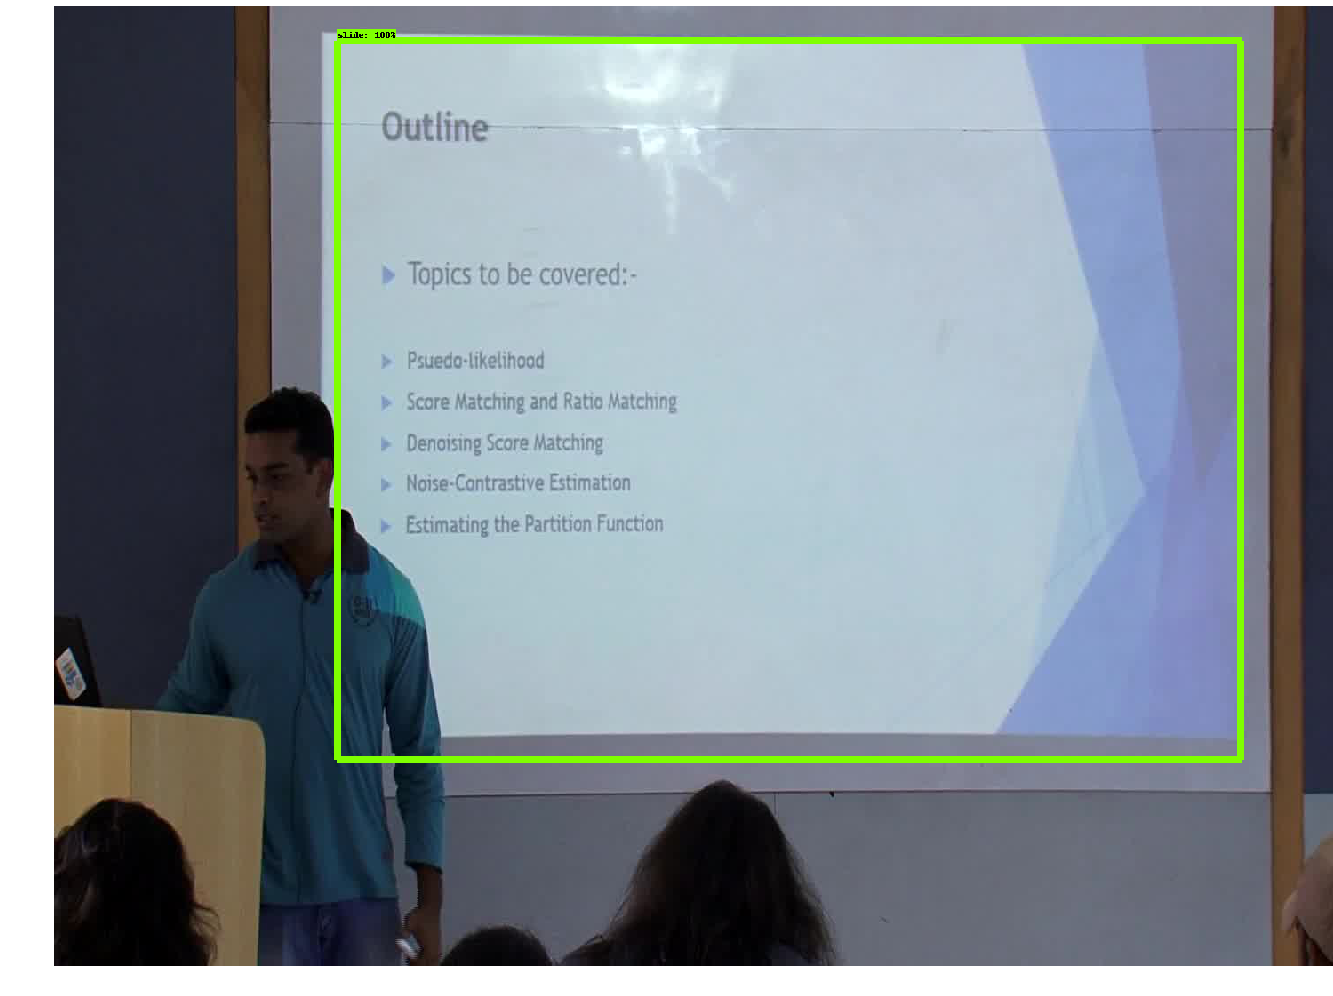 slide: 100%
Outline
Topics to be covered:-
Psuedo-likelihood
Score Matching and Ratio Matching
Denoising Score Matching
Noise-Contrastive Estimation
Estimating the Partition Function